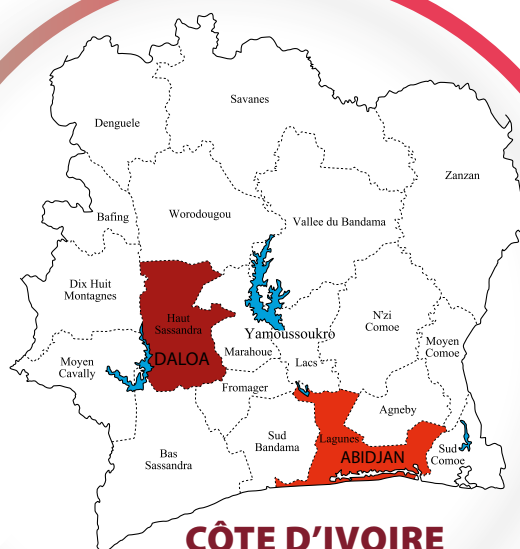 Savanes
Denguele
Zanzan
Bafing
Worodougou
Vallee du Bandama
Dix Huit
Montagnes
Haut
Sassandra
N'zi
Comoe
Yamoussoukro
Moyen
Comoe
Moyen
Cavally
DALOA
Marahoue
Lacs
Fromager
Agneby
Sud
Bandama
Lagunes
ABIDJAN
Sud
Comoe
Bas
Sassandra
CÔTE D'IVOIRE